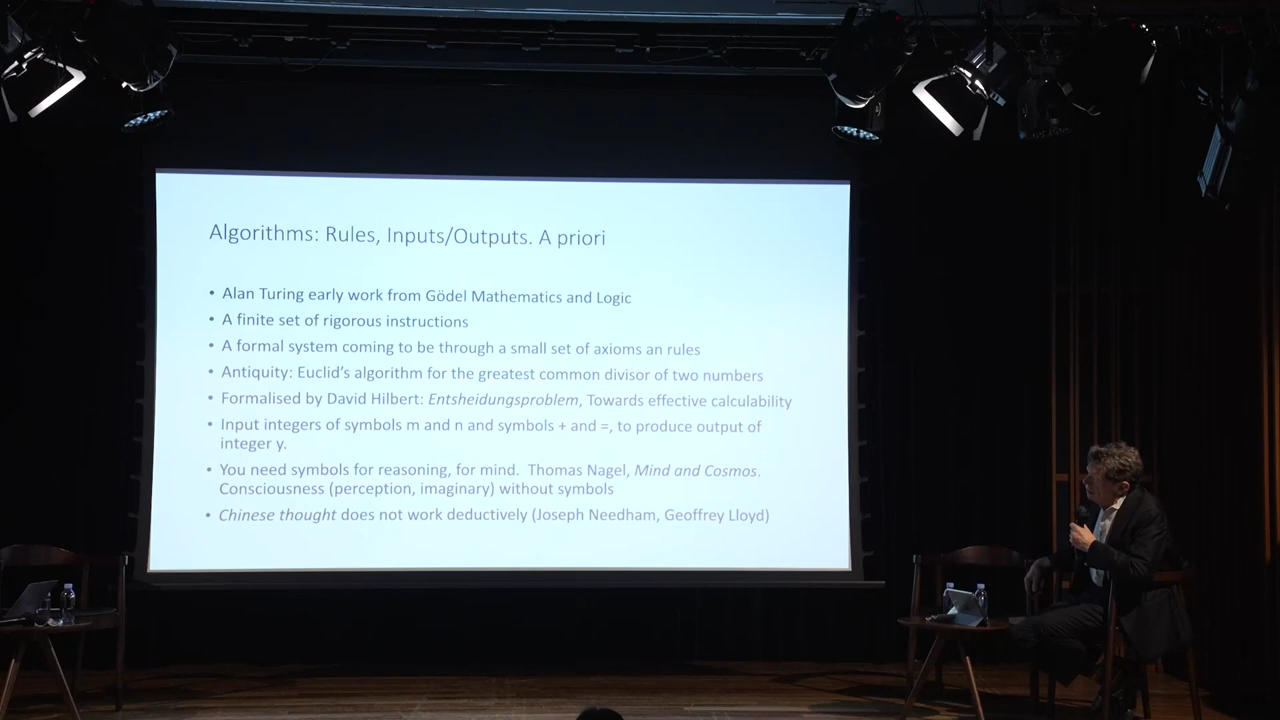 Algorithms: Rules, Inputs/Outputs. A priori
• Alan Turing early work from Gödel Mathematics and Logic
• A finite set of rigorous instructions
• A formal system coming to be through a small set of axioms an rules
• Antiquity: Euclid's algorithm for the greatest common divisor of two numbers
• Formalised by David Hilbert: Entsheidungsproblem, Towards effective calculability
• Input integers of symbols m and n and symbols + and =, to produce output of
integer y.
• You need symbols for reasoning, for mind. Thomas Nagel, Mind and Cosmos.
Consciousness (perception, imaginary) without symbols
• Chinese thought does not work deductively (Joseph Needham, Geoffrey Lloyd)